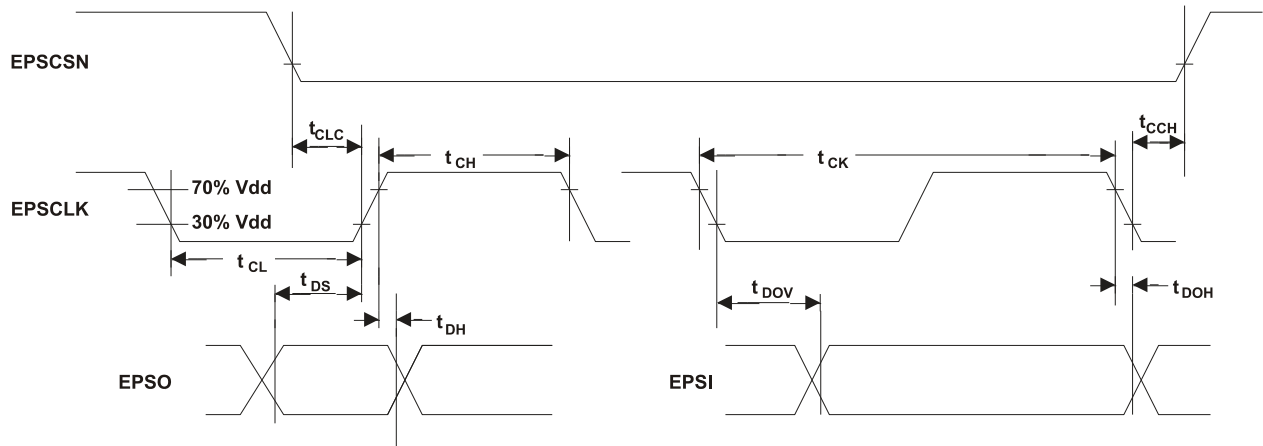 EPSCSN
tCLC
tCCH
tCH
tCK
70% Vdd
EPSCLK
30% Vdd
tCL
tDS
tDOV
tDOH
tDH
EPSO
EPSI